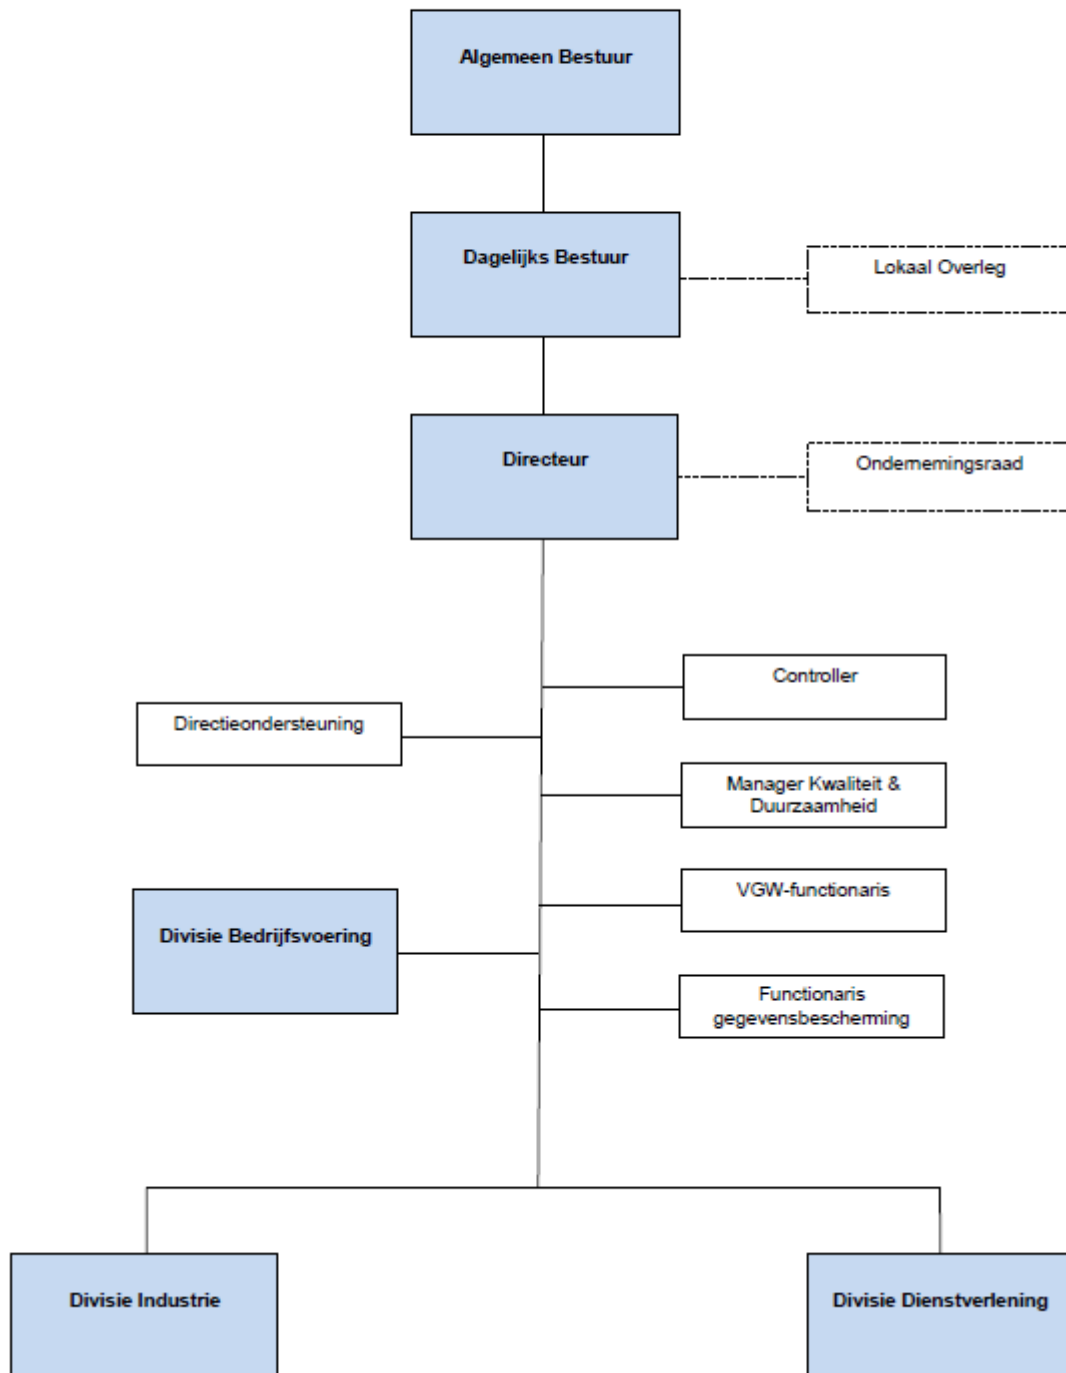 Algemeen Bestuur
Dagelijks Bestuur
Lokaal Overleg
Directeur
Ondernemingsraad
Controller
Directieondersteuning
Manager Kwaliteit &
Duurzaamheid
VGW-functionaris
Divisie Bedrijfsvoering
Functionaris
gegevensbescherming
Divisie Industrie
Divisie Dienstverlening